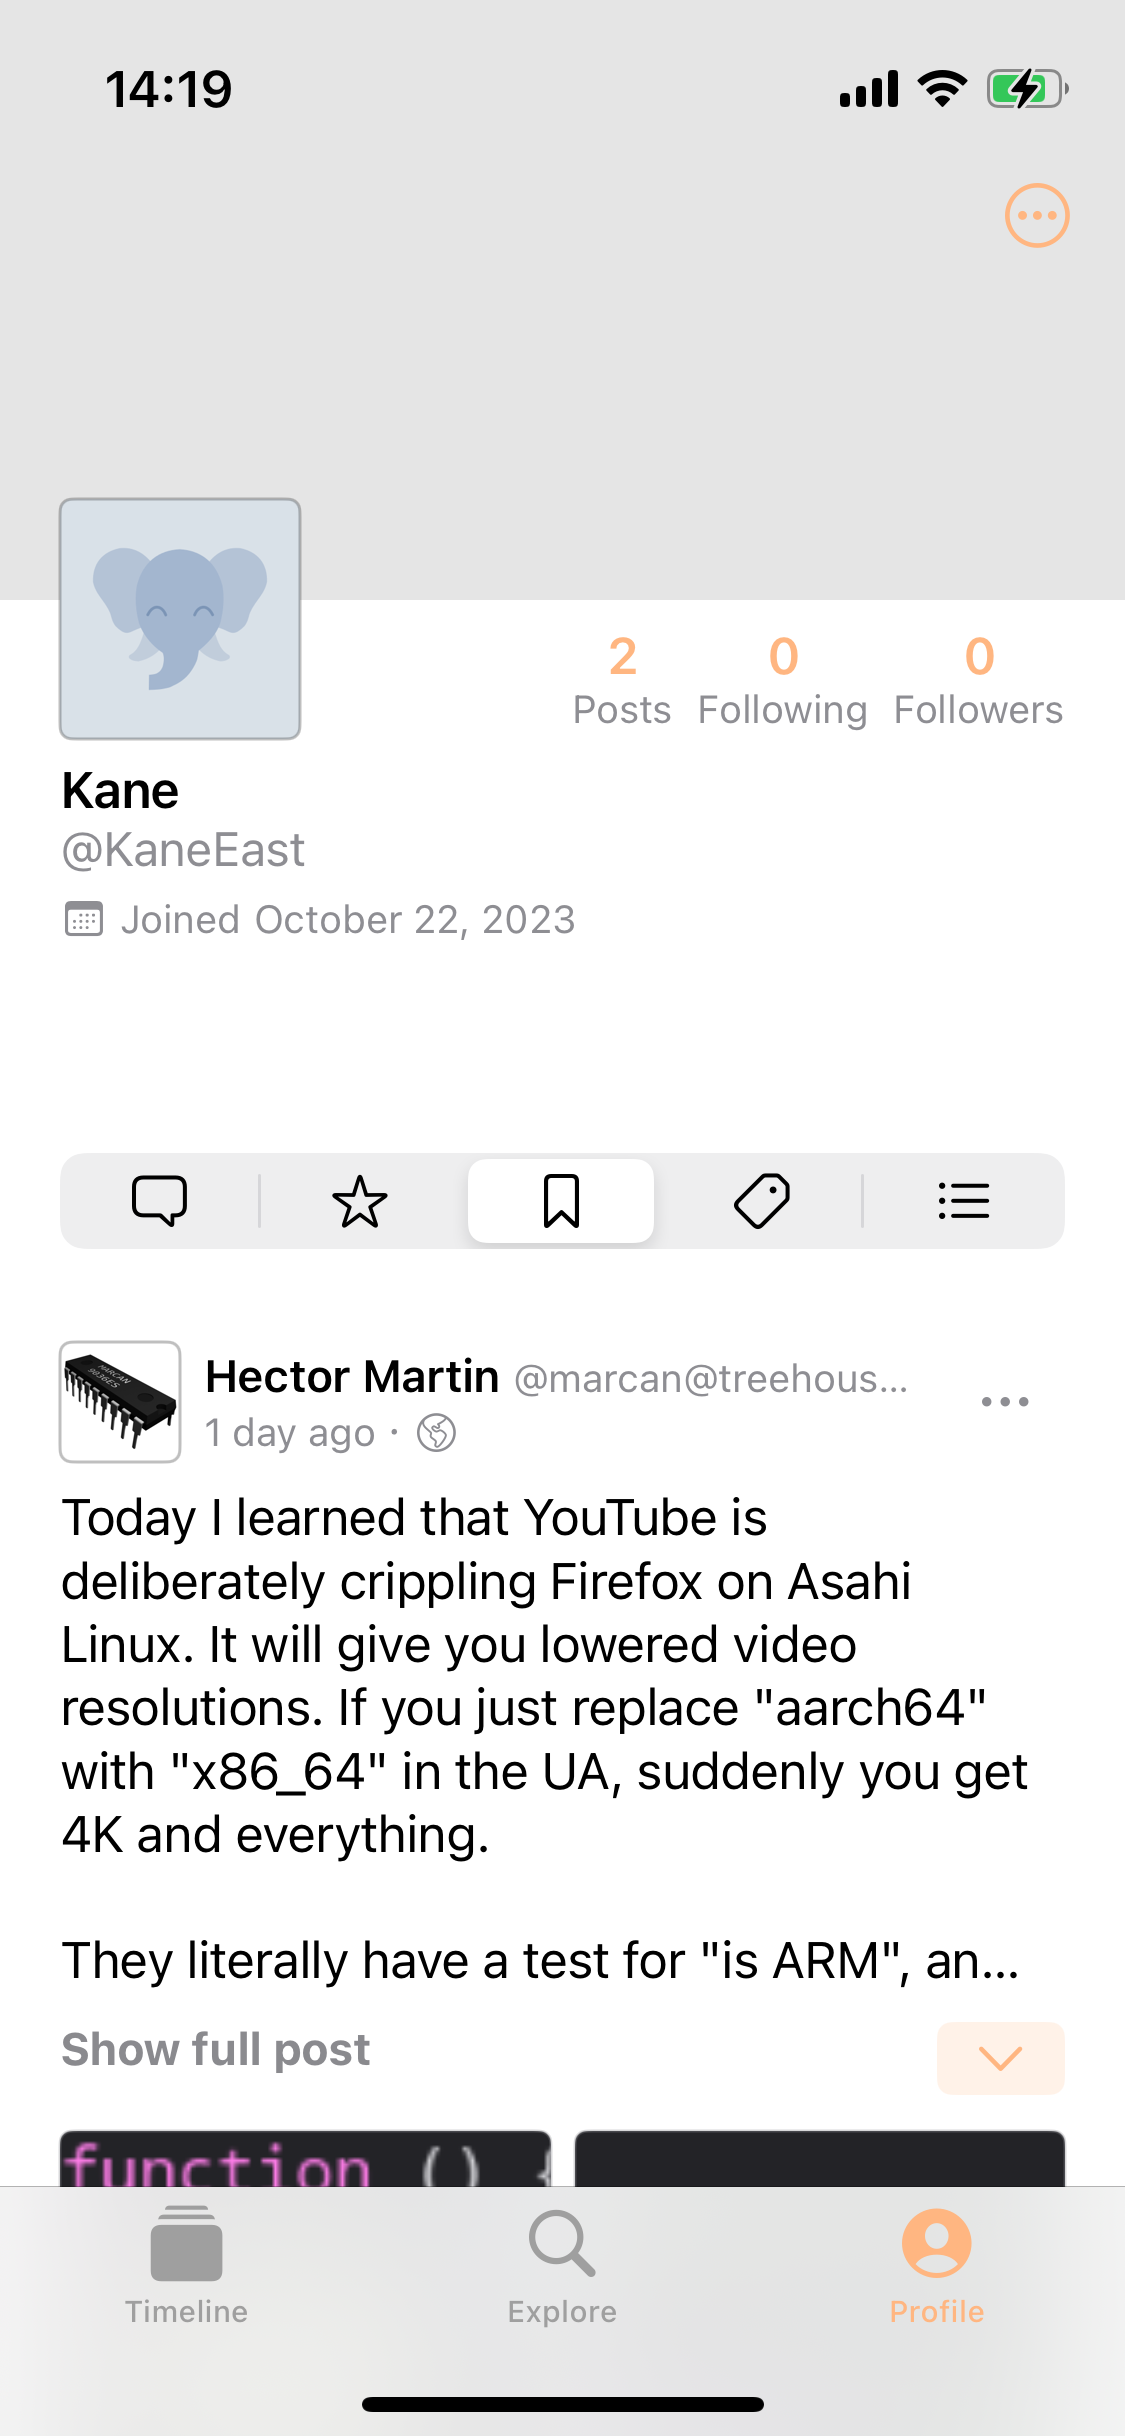 14:19
2 0 0
Posts Following Followers
Kane
@KaneEast
Joined October 22, 2023
MARCAN
9036ES
Hector Martin @marcan@treehous...
1 day ago ·
Today I learned that YouTube is
deliberately crippling Firefox on Asahi
Linux. It will give you lowered video
resolutions. If you just replace "aarch64"
with "x86_64" in the UA, suddenly you get
4K and everything.
They literally have a test for "is ARM", an...
Show full post
function () {
Timeline Explore Profile